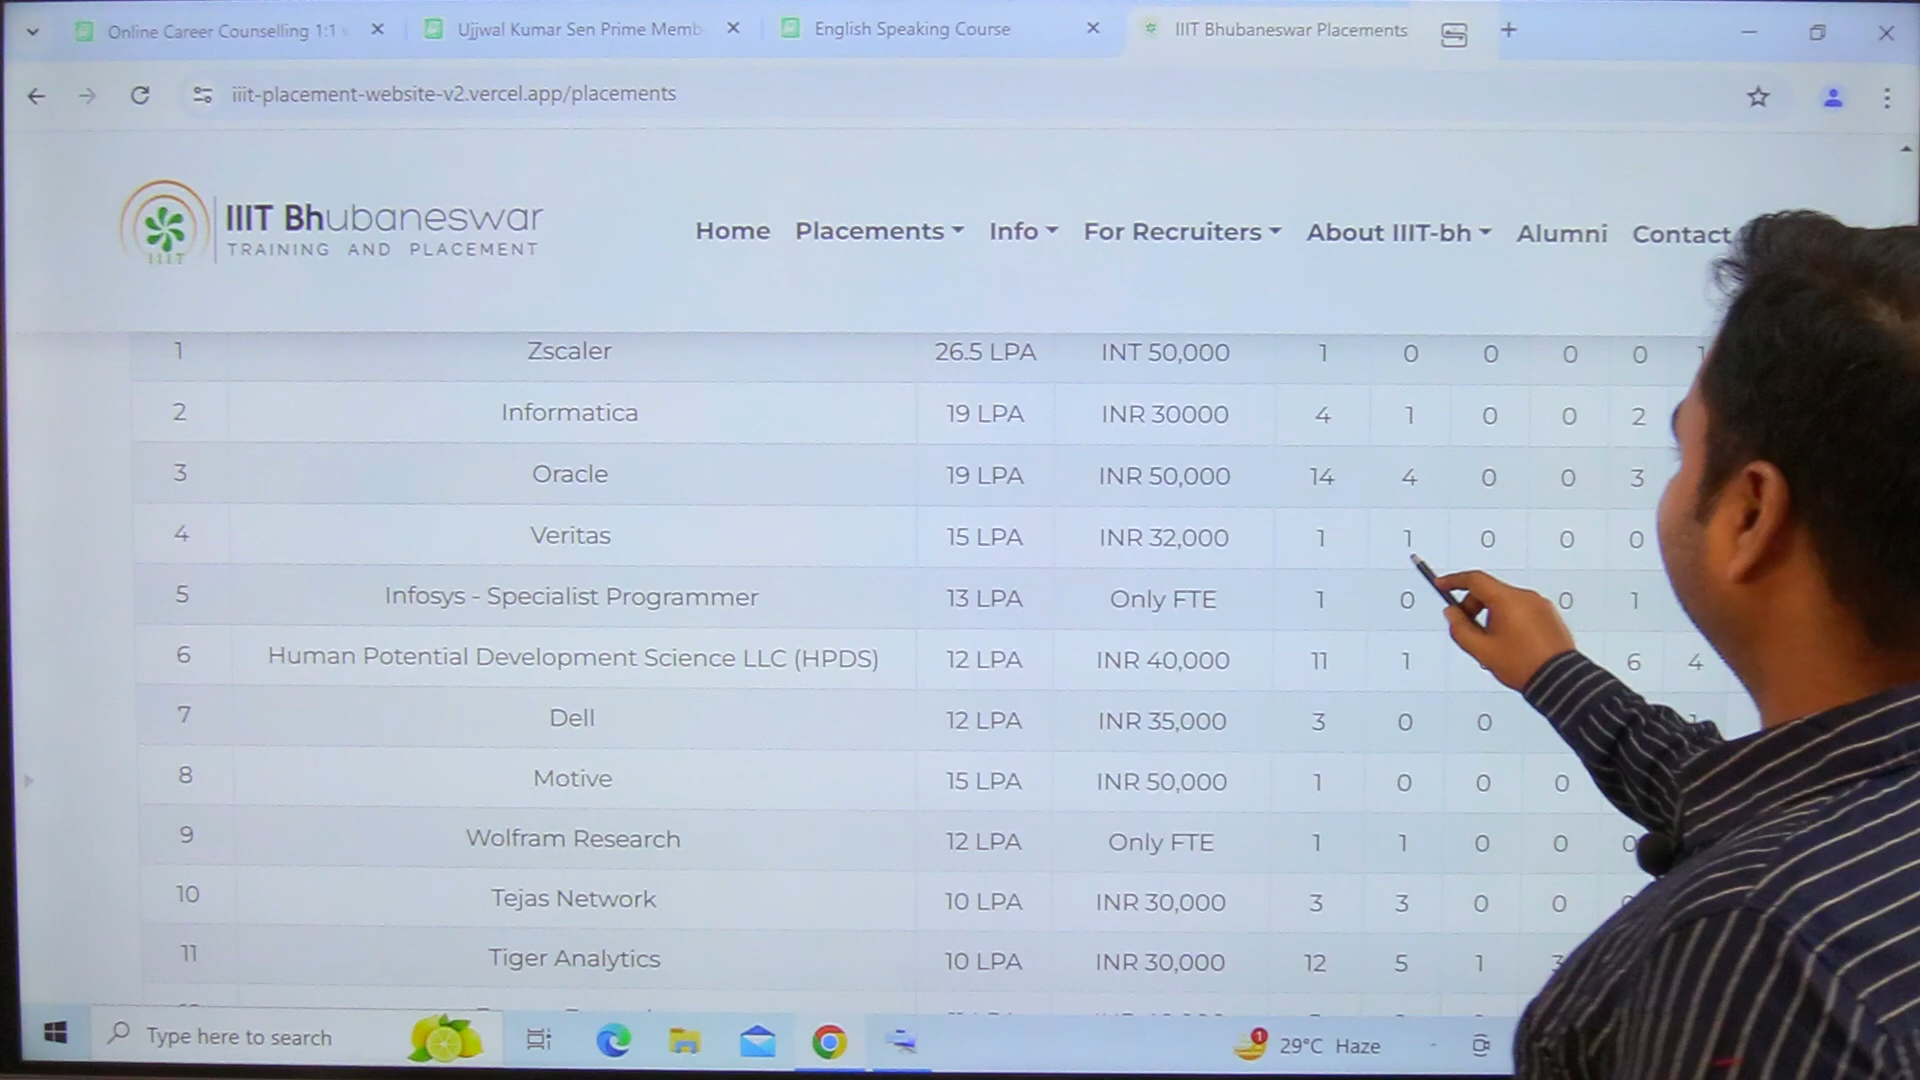 Online Career Counselling 1:1
Ujjwal Kumar Sen Prime Memb
English Speaking Course
IIIT Bhubaneswar Placements
iiit-placement-website-v2.vercel.app/placements
IIIT
IIIT Bhubaneswar
TRAINING AND PLACEMENT
Home Placements Info For Recruiters About IIIT-bh Alumni Contact
1 Zscaler 26.5 LPA INT 50,000 1 0 0 0 0 1
2 Informatica 19 LPA INR 30000 4 1 0 0 2
3 Oracle 19 LPA INR 50,000 14 4 0 0 3
4 Veritas 15 LPA INR 32,000 1 1 0 0 0
5 Infosys - Specialist Programmer 13 LPA Only FTE 1 0 0 1
6 Human Potential Development Science LLC (HPDS) 12 LPA INR 40,000 11 1 6 4
7 Dell 12 LPA INR 35,000 3 0 0 1
8 Motive 15 LPA INR 50,000 1 0 0 0
9 Wolfram Research 12 LPA Only FTE 1 1 0 0 0
10 Tejas Network 10 LPA INR 30,000 3 3 0 0
11 Tiger Analytics 10 LPA INR 30,000 12 5 1 3
Type here to search
1
29°C Haze